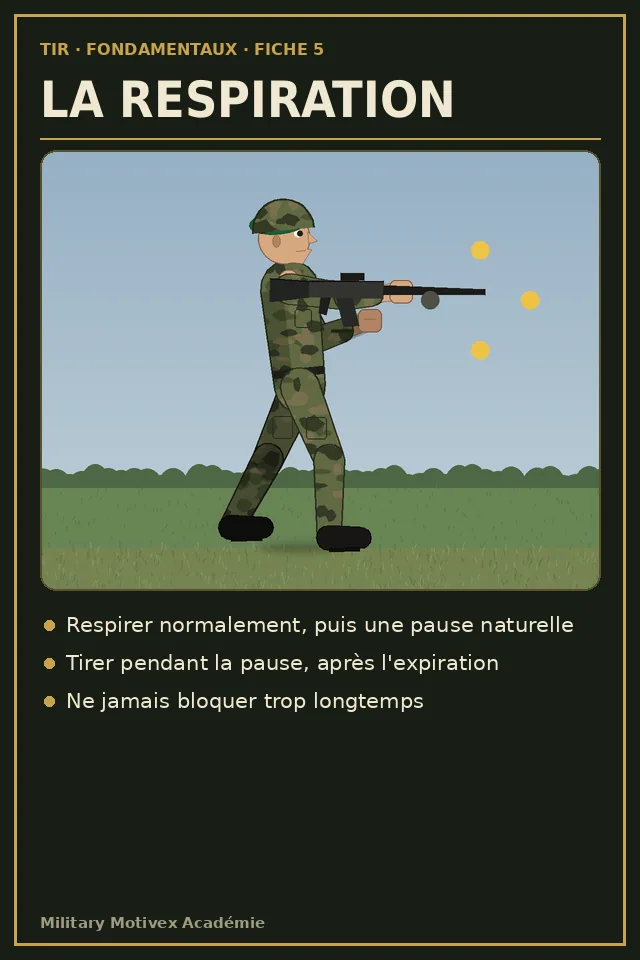 TIR · FONDAMENTAUX · FICHE 5
LA RESPIRATION
Respirer normalement, puis une pause naturelle
Tirer pendant la pause, après l'expiration
Ne jamais bloquer trop longtemps
Military Motivex Académie